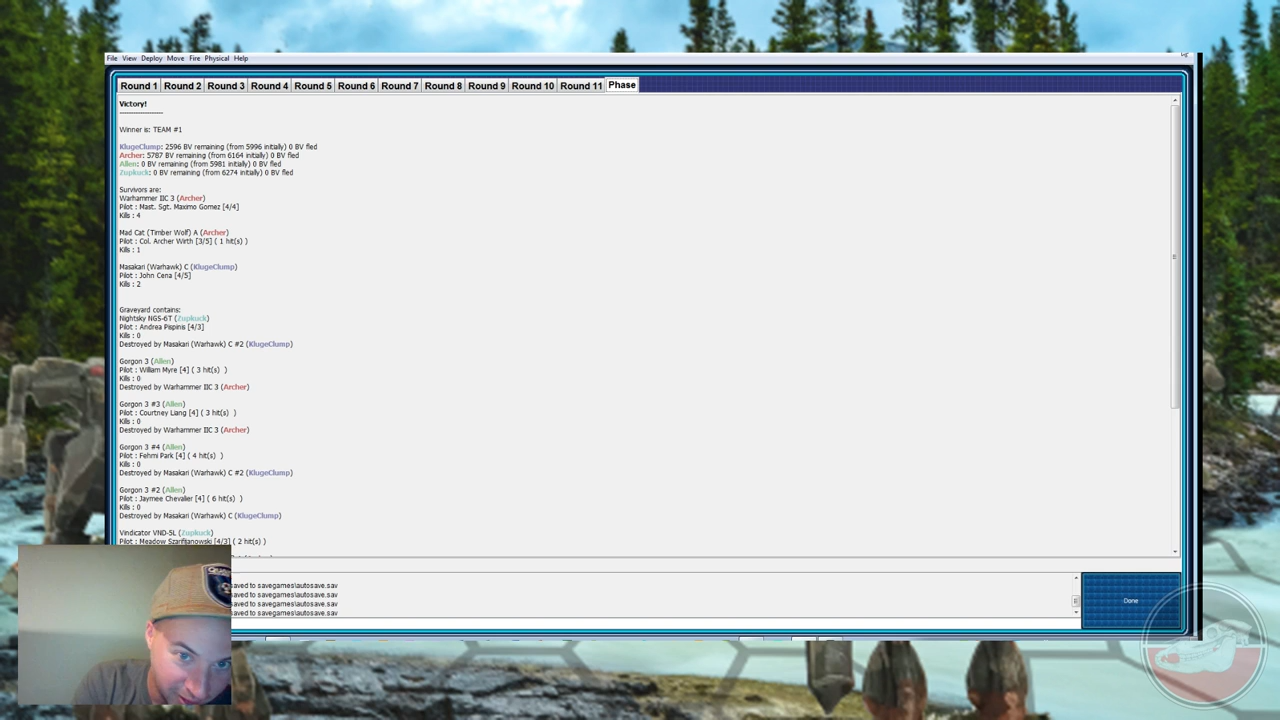 File View Deploy Move Fire Physical Help
Round 1 Round 2 Round 3 Round 4 Round 5 Round 6 Round 7 Round 8 Round 9 Round 10 Round 11 Phase
Victory!
--------------------
Winner is: TEAM #1
KlugeClump: 2596 BV remaining (from 5996 initially) 0 BV fled
Archer: 5787 BV remaining (from 6164 initially) 0 BV fled
Allen: 0 BV remaining (from 5981 initially) 0 BV fled
Zupkuck: 0 BV remaining (from 6274 initially) 0 BV fled
Survivors are:
Warhammer IIC 3 (Archer)
Pilot : Mast. Sgt. Maximo Gomez [4/4]
Kills : 4
Mad Cat (Timber Wolf) A (Archer)
Pilot : Col. Archer Wirth [3/5] ( 1 hit(s) )
Kills : 1
Masakari (Warhawk) C (KlugeClump)
Pilot : John Cena [4/5]
Kills : 2
Graveyard contains:
Nightsky NGS-6T (Zupkuck)
Pilot : Andrea Pispinis [4/3]
Kills : 0
Destroyed by Masakari (Warhawk) C #2 (KlugeClump)
Gorgon 3 (Allen)
Pilot : William Myre [4] ( 3 hit(s) )
Kills : 0
Destroyed by Warhammer IIC 3 (Archer)
Gorgon 3 #3 (Allen)
Pilot : Courtney Liang [4] ( 3 hit(s) )
Kills : 0
Destroyed by Warhammer IIC 3 (Archer)
Gorgon 3 #4 (Allen)
Pilot : Fehmi Park [4] ( 4 hit(s) )
Kills : 0
Destroyed by Masakari (Warhawk) C #2 (KlugeClump)
Gorgon 3 #2 (Allen)
Pilot : Jaymee Chevalier [4] ( 6 hit(s) )
Kills : 0
Destroyed by Masakari (Warhawk) C (KlugeClump)
Vindicator VND-5L (Zupkuck)
Pilot : Meadow [4/3] ( 2 hit(s) )
saved to savegames\autosave.sav
saved to savegames\autosave.sav
saved to savegames\autosave.sav
saved to savegames\autosave.sav
Done